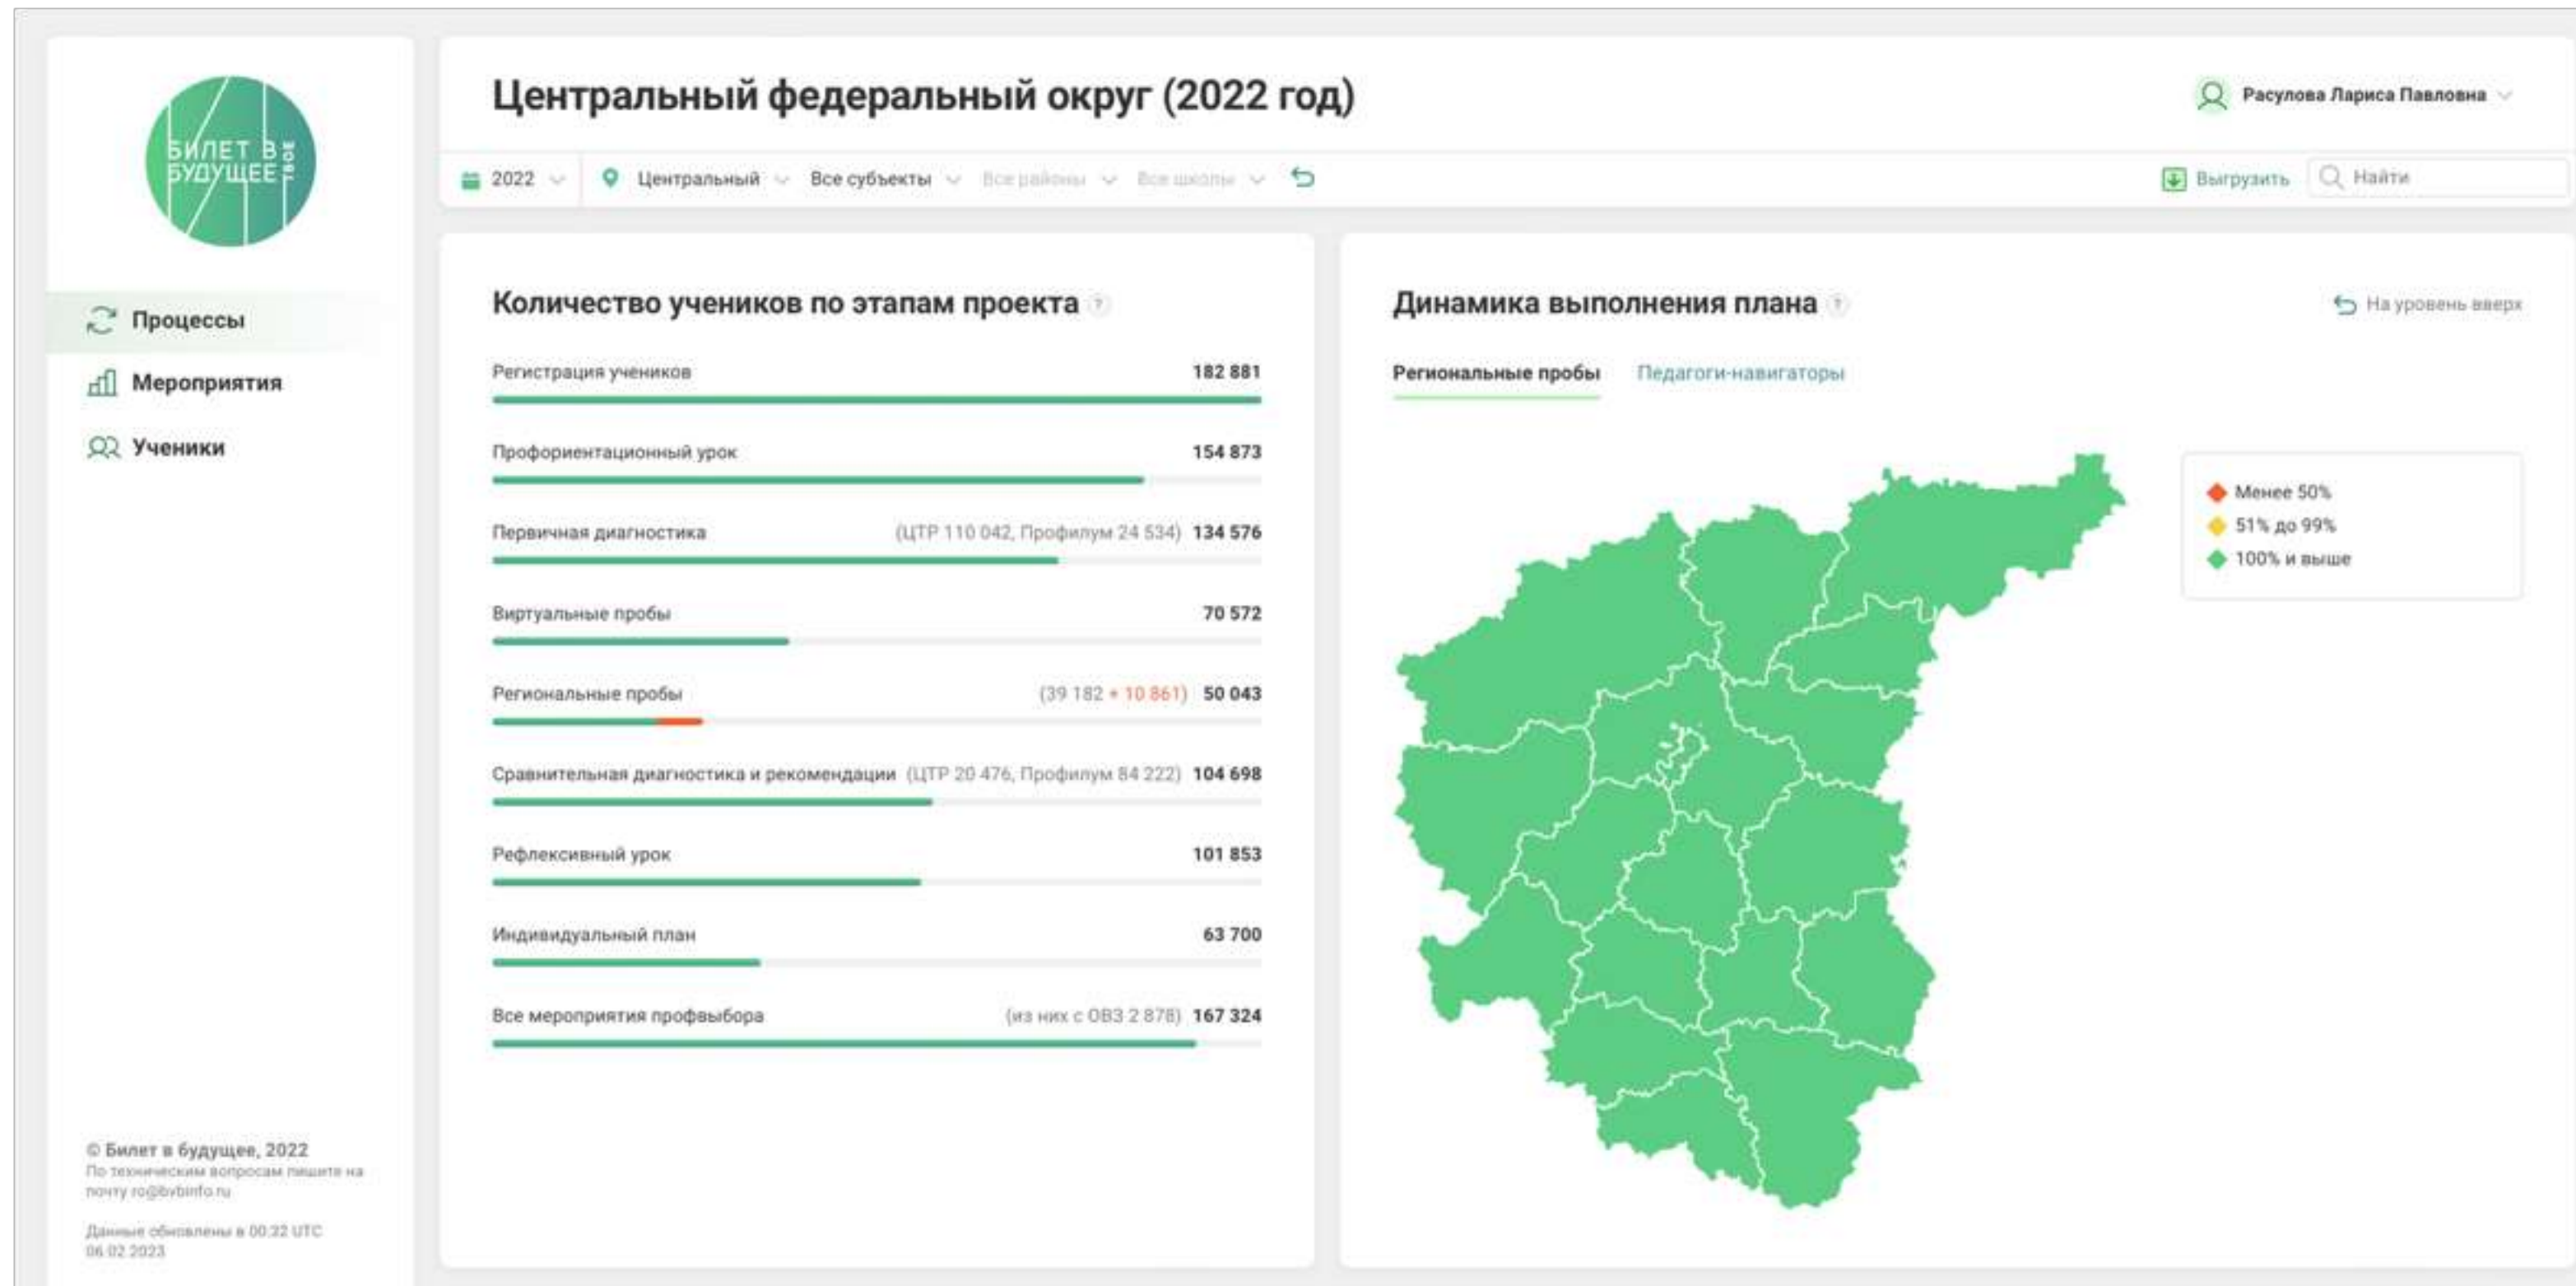 БИЛЕТ В
БУДУЩЕЕ
ТВОЕ
Процессы
Мероприятия
Ученики
© Билет в будущее, 2022
По техническим вопросам пишите на
почту ro@bvbinfo.ru
Данные обновлены в 00:22 UTC
06.02.2023
Центральный федеральный округ (2022 год)
Расулова Лариса Павловна
2022 Центральный Все субъекты Все районы Все школы
Выгрузить Найти
Количество учеников по этапам проекта ?
Регистрация учеников 182 881
Профориентационный урок 154 873
Первичная диагностика (ЦТР 110 042, Профилум 24 534) 134 576
Виртуальные пробы 70 572
Региональные пробы (39 182 + 10 861) 50 043
Сравнительная диагностика и рекомендации (ЦТР 20 476, Профилум 84 222) 104 698
Рефлексивный урок 101 853
Индивидуальный план 63 700
Все мероприятия профвыбора (из них с ОВЗ 2 878) 167 324
Динамика выполнения плана ?
На уровень вверх
Региональные пробы Педагоги-навигаторы
Менее 50%
51% до 99%
100% и выше